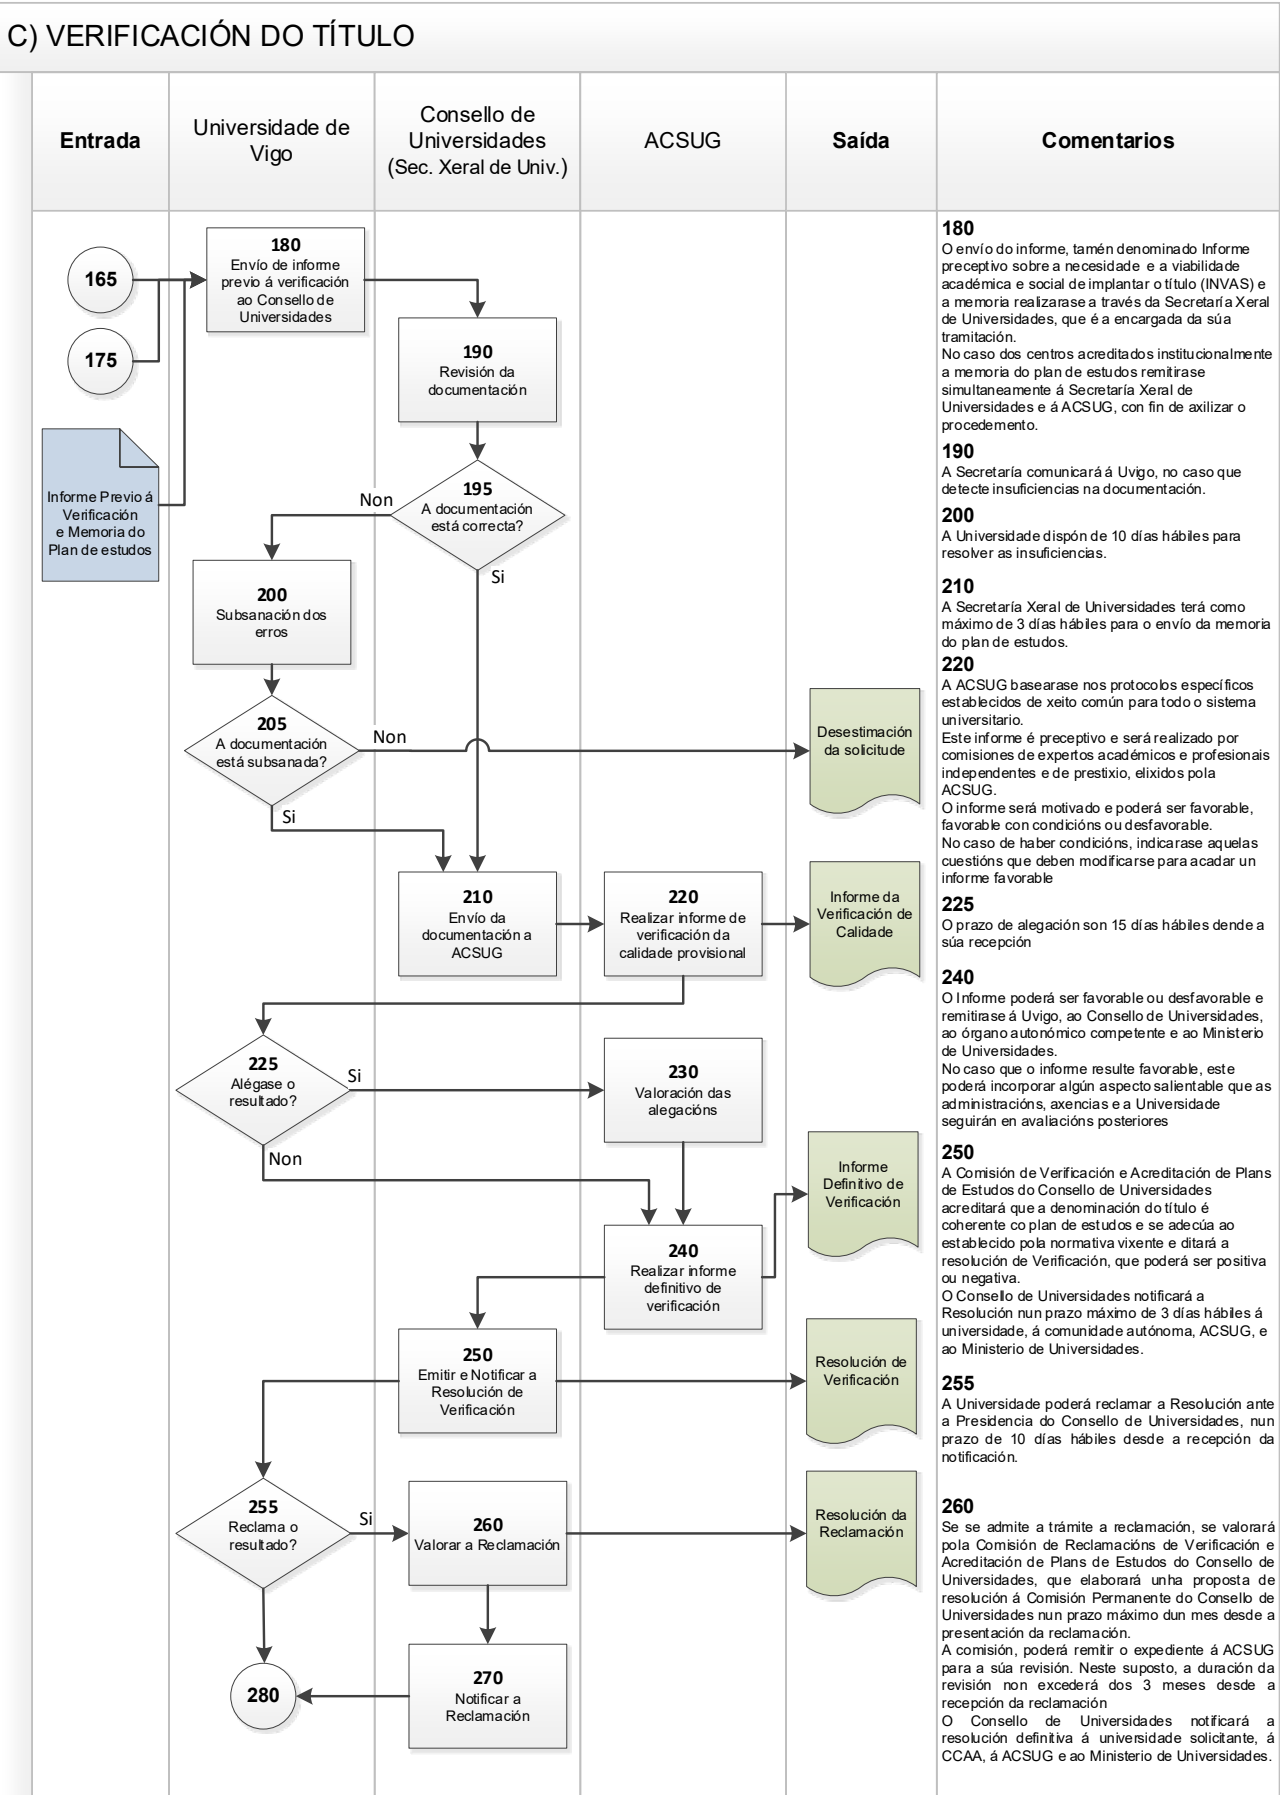 C) VERIFICACIÓN DO TÍTULO
Entrada
Universidade de
Vigo
Consello de
Universidades
(Sec. Xeral de Univ.)
ACSUG
Saída
Comentarios
165
175
Informe Previo á
Verificación
e Memoria do
Plan de estudos
180
Envío de informe
previo á verificación
ao Consello de
Universidades
190
Revisión da
documentación
195
A documentación
está correcta?
Non
Si
200
Subsanación dos
erros
205
A documentación
está subsanada?
Non
Si
Desestimación
da solicitude
210
Envío da
documentación a
ACSUG
220
Realizar informe de
verificación da
calidade provisional
Informe da
Verificación de
Calidade
225
Alégase o
resultado?
Si
Non
230
Valoración das
alegacións
240
Realizar informe
definitivo de
verificación
Informe
Definitivo de
Verificación
250
Emitir e Notificar a
Resolución de
Verificación
Resolución de
Verificación
255
Reclama o
resultado?
Si
260
Valorar a Reclamación
Resolución da
Reclamación
270
Notificar a
Reclamación
280
180
O envío do informe, tamén denominado Informe
preceptivo sobre a necesidade e a viabilidade
académica e social de implantar o título (INVAS) e
a memoria realizarase a través da Secretaría Xeral
de Universidades, que é a encargada da súa
tramitación.
No caso dos centros acreditados institucionalmente
a memoria do plan de estudos remitirase
simultaneamente á Secretaría Xeral de
Universidades e á ACSUG, con fin de axilizar o
procedemento.
190
A Secretaría comunicará á Uvigo, no caso que
detecte insuficiencias na documentación.
200
A Universidade dispón de 10 días hábiles para
resolver as insuficiencias.
210
A Secretaría Xeral de Universidades terá como
máximo de 3 días hábiles para o envío da memoria
do plan de estudos.
220
A ACSUG basearase nos protocolos específicos
establecidos de xeito común para todo o sistema
universitario.
Este informe é preceptivo e será realizado por
comisiones de expertos académicos e profesionais
independentes e de prestixio, elixidos pola
ACSUG.
O informe será motivado e poderá ser favorable,
favorable con condicións ou desfavorable.
No caso de haber condicións, indicarase aquelas
cuestións que deben modificarse para acadar un
informe favorable
225
O prazo de alegación son 15 días hábiles dende a
súa recepción
240
O Informe poderá ser favorable ou desfavorable e
remitirase á Uvigo, ao Consello de Universidades,
ao órgano autonómico competente e ao Ministerio
de Universidades.
No caso que o informe resulte favorable, este
poderá incorporar algún aspecto salientable que as
administracións, axencias e a Universidade
seguirán en avaliacións posteriores
250
A Comisión de Verificación e Acreditación de Plans
de Estudos do Consello de Universidades
acreditará que a denominación do título é
coherente co plan de estudos e se adecúa ao
establecido pola normativa vixente e ditará a
resolución de Verificación, que poderá ser positiva
ou negativa.
O Consello de Universidades notificará a
Resolución nun prazo máximo de 3 días hábiles á
universidade, á comunidade autónoma, ACSUG, e
ao Ministerio de Universidades.
255
A Universidade poderá reclamar a Resolución ante
a Presidencia do Consello de Universidades, nun
prazo de 10 días hábiles desde a recepción da
notificación.
260
Se se admite a trámite a reclamación, se valorará
pola Comisión de Reclamacións de Verificación e
Acreditación de Plans de Estudos do Consello de
Universidades, que elaborará unha proposta de
resolución á Comisión Permanente do Consello de
Universidades nun prazo máximo dun mes desde a
presentación da reclamación.
A comisión, poderá remitir o expediente á ACSUG
para a súa revisión. Neste suposto, a duración da
revisión non excederá dos 3 meses desde a
recepción da reclamación
O Consello de Universidades notificará a
resolución definitiva á universidade solicitante, á
CCAA, á ACSUG e ao Ministerio de Universidades.